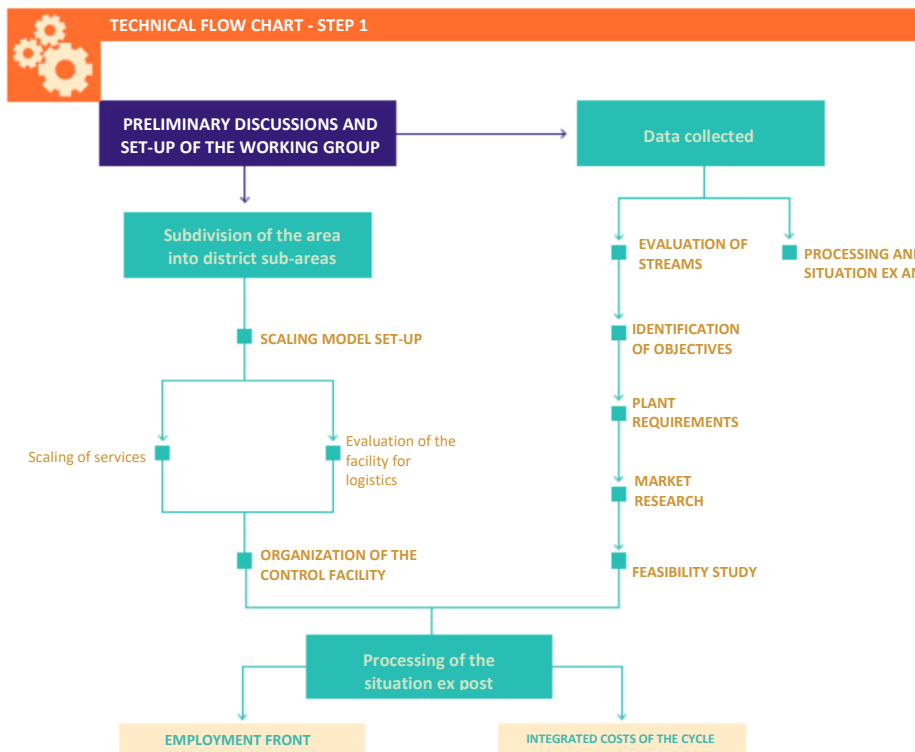 TECHNICAL FLOW CHART - STEP 1
PRELIMINARY DISCUSSIONS AND
SET-UP OF THE WORKING GROUP
Data collected
Subdivision of the area
into district sub-areas
EVALUATION OF
STREAMS
PROCESSING
SITUATION EX
SCALING MODEL SET-UP
IDENTIFICATION
OF OBJECTIVES
PLANT
REQUIREMENTS
Scaling of services
Evaluation of the
facility for
logistics
MARKET
RESEARCH
ORGANIZATION OF THE
CONTROL FACILITY
FEASIBILITY STUDY
Processing of the
situation ex post
EMPLOYMENT FRONT
INTEGRATED COSTS OF THE CYCLE